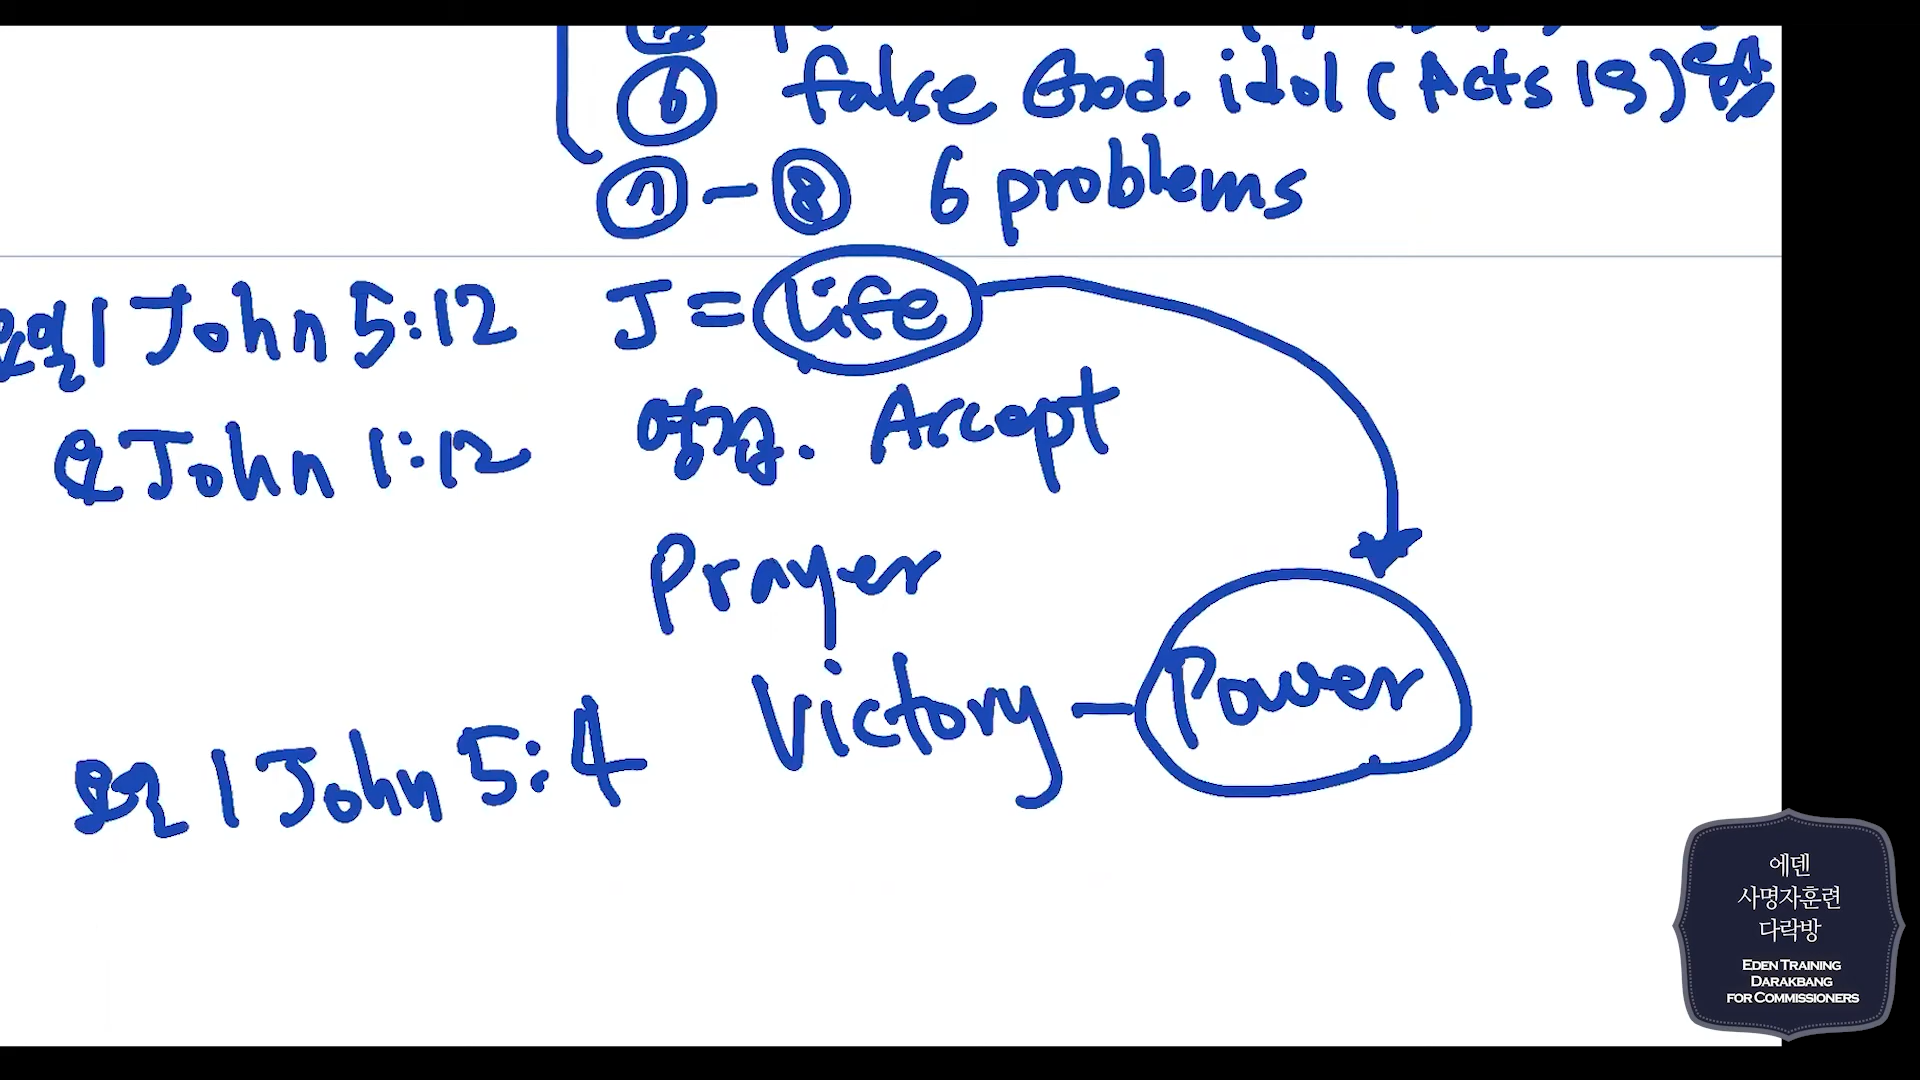 ⑥ false God. idol (Acts 19) 우상
⑦ - ⑧ 6 problems
요일 1 John 5:12 J = Life
요 John 1:12 영접. Accept
Prayer
요일 1 John 5:4 Victory - Power
에덴
사명자훈련
다락방
EDEN TRAINING
DARAKBANG
FOR COMMISSIONERS